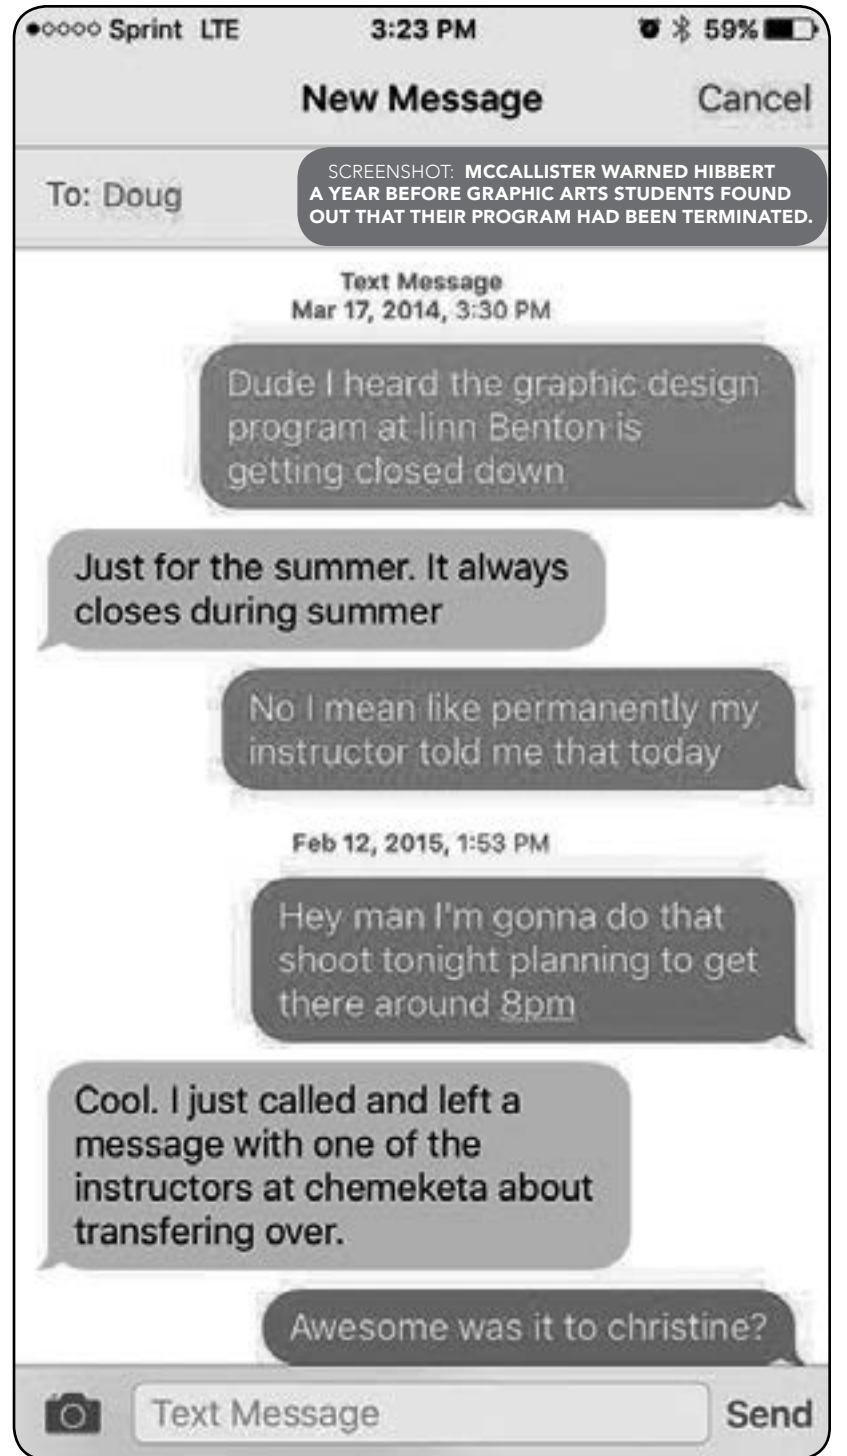 Sprint LTE 3:23 PM 59%
New Message Cancel
To: Doug
SCREENSHOT: MCCALLISTER WARNED HIBBERT
A YEAR BEFORE GRAPHIC ARTS STUDENTS FOUND
OUT THAT THEIR PROGRAM HAD BEEN TERMINATED.
Text Message
Mar 17, 2014, 3:30 PM
Dude I heard the graphic design
program at linn Benton is
getting closed down
Just for the summer. It always
closes during summer
No I mean like permanently my
instructor told me that today
Feb 12, 2015, 1:53 PM
Hey man I'm gonna do that
shoot tonight planning to get
there around 8pm
Cool. I just called and left a
message with one of the
instructors at chemeketa about
transfering over.
Awesome was it to christine?
Text Message Send